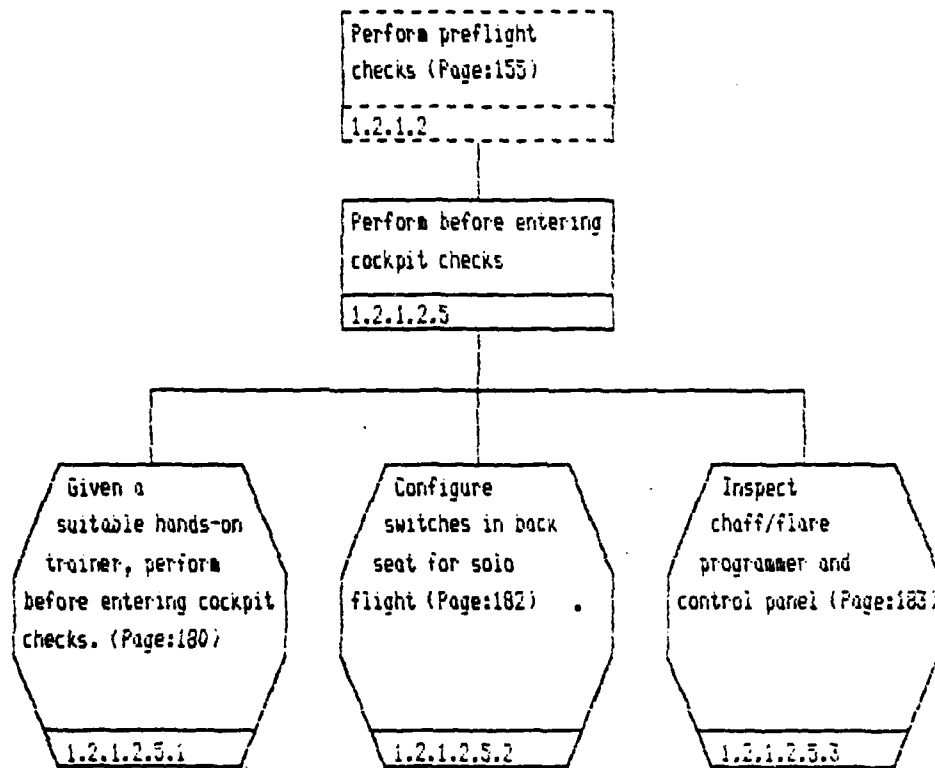 Perform preflight
checks (Page:155)
1.2.1.2
Perform before entering
cockpit checks
1.2.1.2.5
Given a
suitable hands-on
trainer, perform
before entering cockpit
checks. (Page:180)
1.2.1.2.5.1
Configure
switches in back
seat for solo
flight (Page:182)
1.2.1.2.5.2
Inspect
chaff/flare
programmer and
control panel (Page:183)
1.2.1.2.5.3